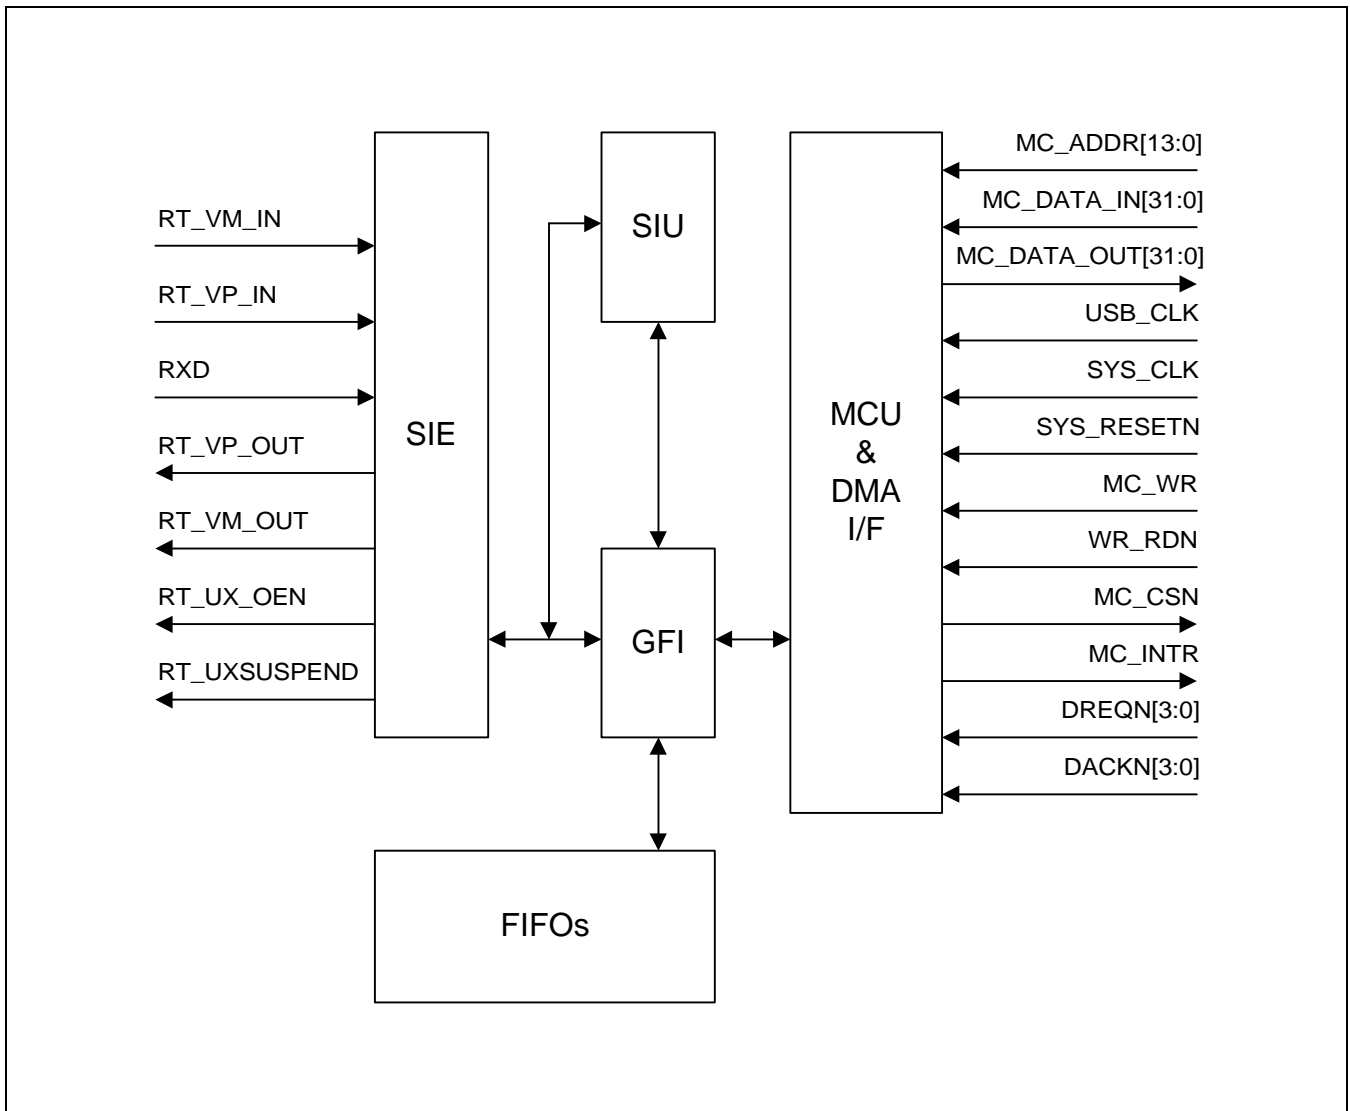 RT_VM_IN
RT_VP_IN
RXD
RT_VP_OUT
RT_VM_OUT
RT_UX_OEN
RT_UXSUSPEND
SIE
SIU
GFI
FIFOs
MCU
&
DMA
I/F
MC_ADDR[13:0]
MC_DATA_IN[31:0]
MC_DATA_OUT[31:0]
USB_CLK
SYS_CLK
SYS_RESETN
MC_WR
WR_RDN
MC_CSN
MC_INTR
DREQN[3:0]
DACKN[3:0]